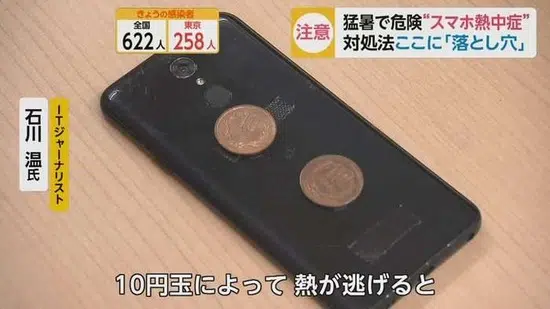 きょうの感染者
全国
622人
東京
258人
注意
猛暑で危険“スマホ熱中症”
対処法ここに「落とし穴」
ITジャーナリスト
石川 温氏
10円玉によって 熱が逃げると